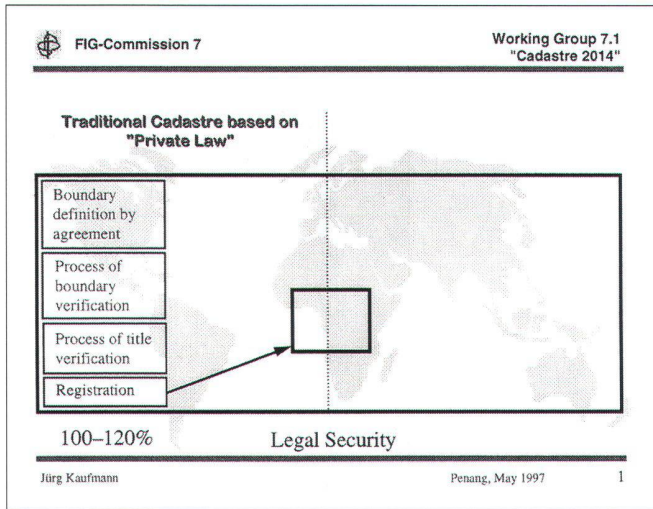 FIG-Commission 7
Working Group 7.1
"Cadastre 2014"
Traditional Cadastre based on
"Private Law"
Boundary
definition by
agreement
Process of
boundary
verification
Process of title
verification
Registration
100–120%
Legal Security
Jürg Kaufmann
Penang, May 1997
1